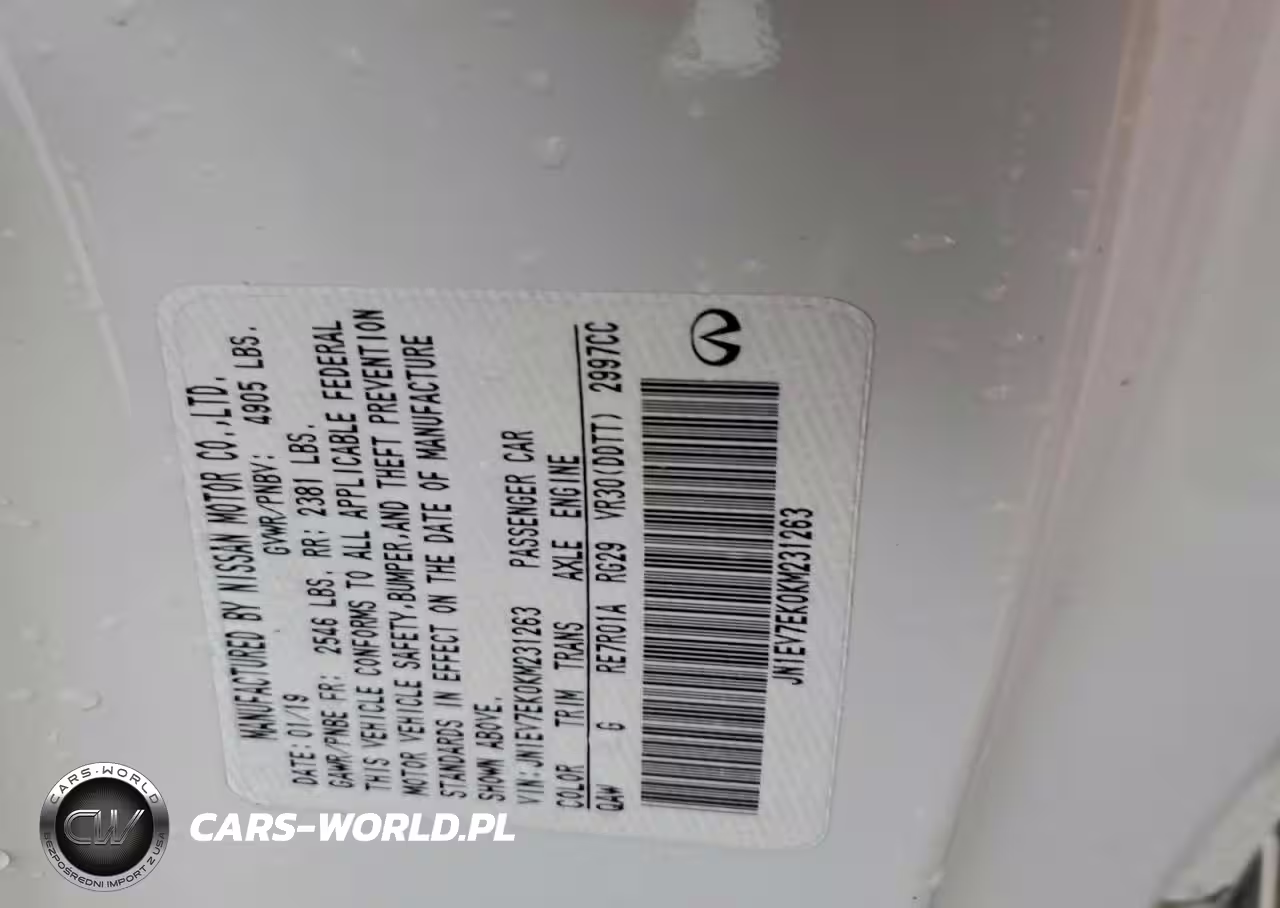 MANUFACTURED BY NISSAN MOTOR CO.,LTD.
DATE:01/19 GVWR/PNBV: 4905 LBS.
GAWR/PNBE FR: 2546 LBS. RR: 2381 LBS.
THIS VEHICLE CONFORMS TO ALL APPLICABLE FEDERAL
MOTOR VEHICLE SAFETY,BUMPER,AND THEFT PREVENTION
STANDARDS IN EFFECT ON THE DATE OF MANUFACTURE
SHOWN ABOVE.
VIN:JN1EV7EK0KM231263 PASSENGER CAR
COLOR TRIM TRANS AXLE ENGINE
QAW G RE7R01A RG29 VR30(DDTT) 2997CC
JN1EV7EK0KM231263
CARS-WORLD
CW
BEZPOŚREDNI IMPORT Z USA
CARS-WORLD.PL